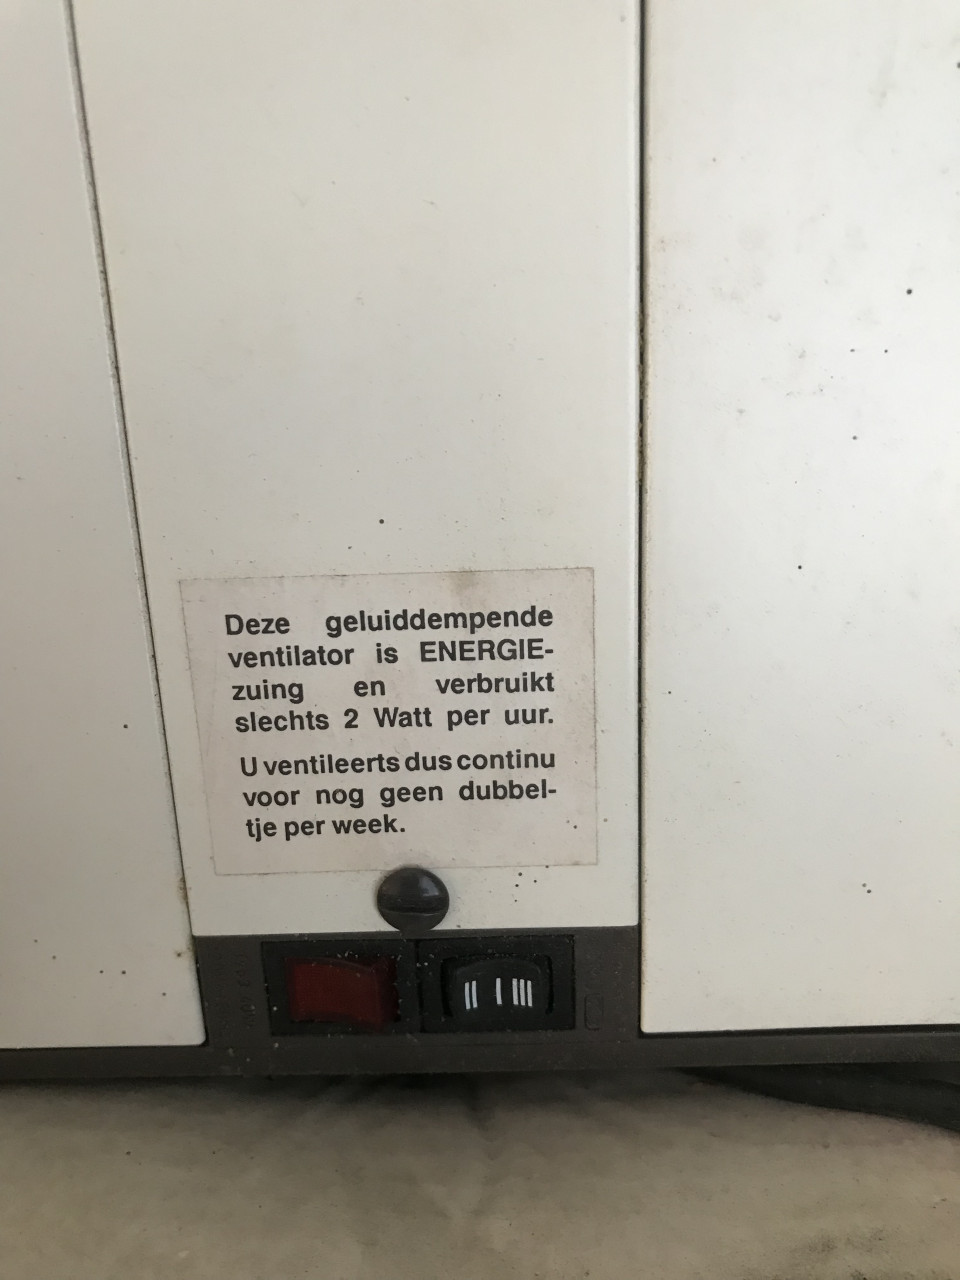 Deze geluiddempende
ventilator is ENERGIE-
zuing en verbruikt
slechts 2 Watt per uur.
U ventileerts dus continu
voor nog geen dubbel-
tje per week.
II I III